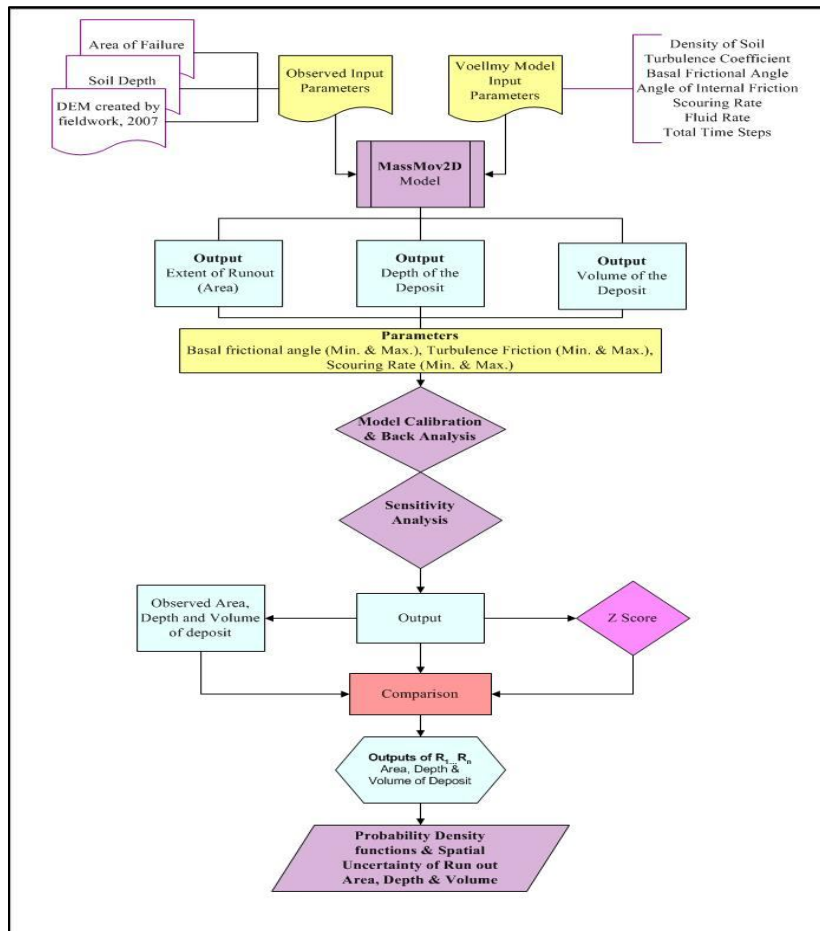 Area of Failure
Soil Depth
DEM created by
fieldwork, 2007
Observed Input
Parameters
Voellmy Model
Input
Parameters
Density of Soil
Turbulence Coefficient
Basal Frictional Angle
Angle of Internal Friction
Scouring Rate
Fluid Rate
Total Time Steps
MassMov2D
Model
Output
Extent of Runout
(Area)
Output
Depth of the
Deposit
Output
Volume of the
Deposit
Parameters
Basal frictional angle (Min. & Max.), Turbulence Friction (Min. & Max.),
Scouring Rate (Min. & Max.)
Model Calibration
& Back Analysis
Sensitivity
Analysis
Observed Area,
Depth and Volume
of deposit
Output
Z Score
Comparison
Outputs of R1...Rn
Area, Depth &
Volume of Deposit
Probability Density
functions & Spatial
Uncertainty of Run out
Area, Depth & Volume